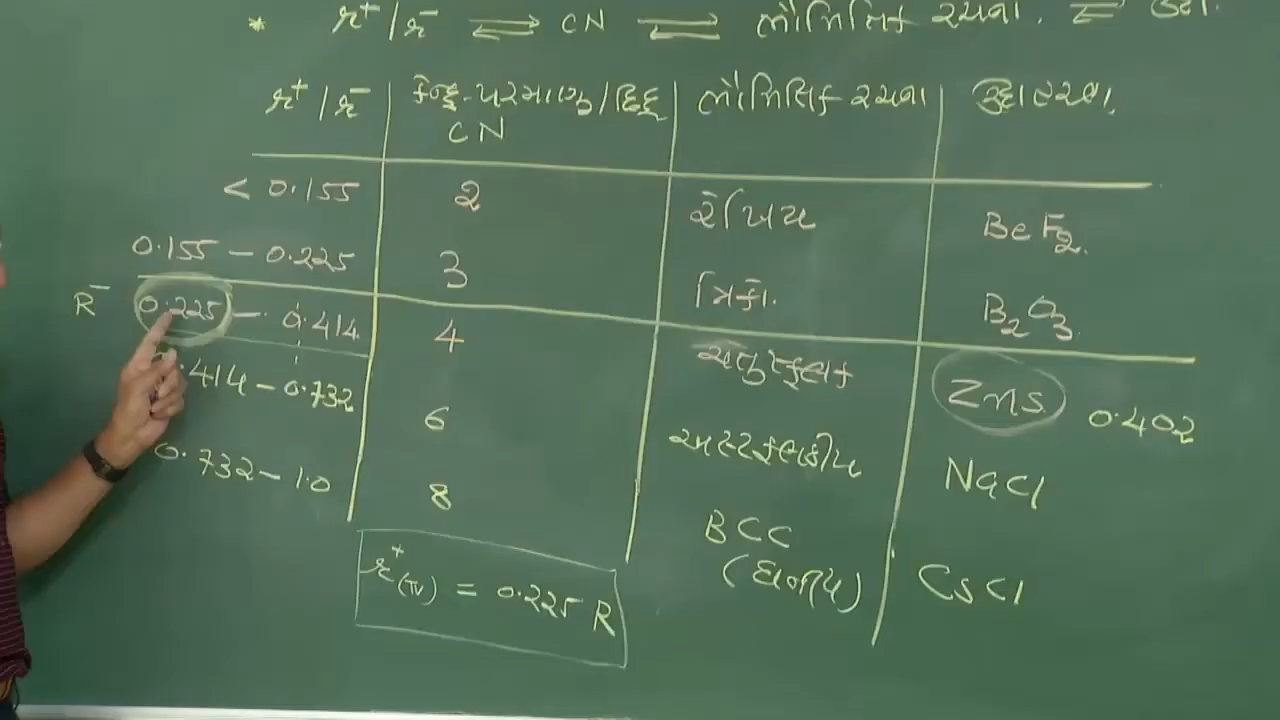 * r⁺/r⁻ ⇌ CN ⇌ ભૌમિતિક રચના. ⇌ ઉદા.
r⁺/r⁻ કેન્દ્ર-પરમાણુ/બિંદુ CN ભૌમિતિક રચના ઉદાહરણ.
< 0.155 2 રેખિય BeF₂.
0.155 – 0.225 3 ત્રિકો. B₂O₃.
R⁻ 0.225 – 0.414 4 ચતુષ્ફલક ZnS. 0.402
.414 – 0.732 6 અષ્ટફલકીય NaCl
0.732 – 1.0 8 BCC (ઘનીય) CsCl
r⁺(Tv) = 0.225 R